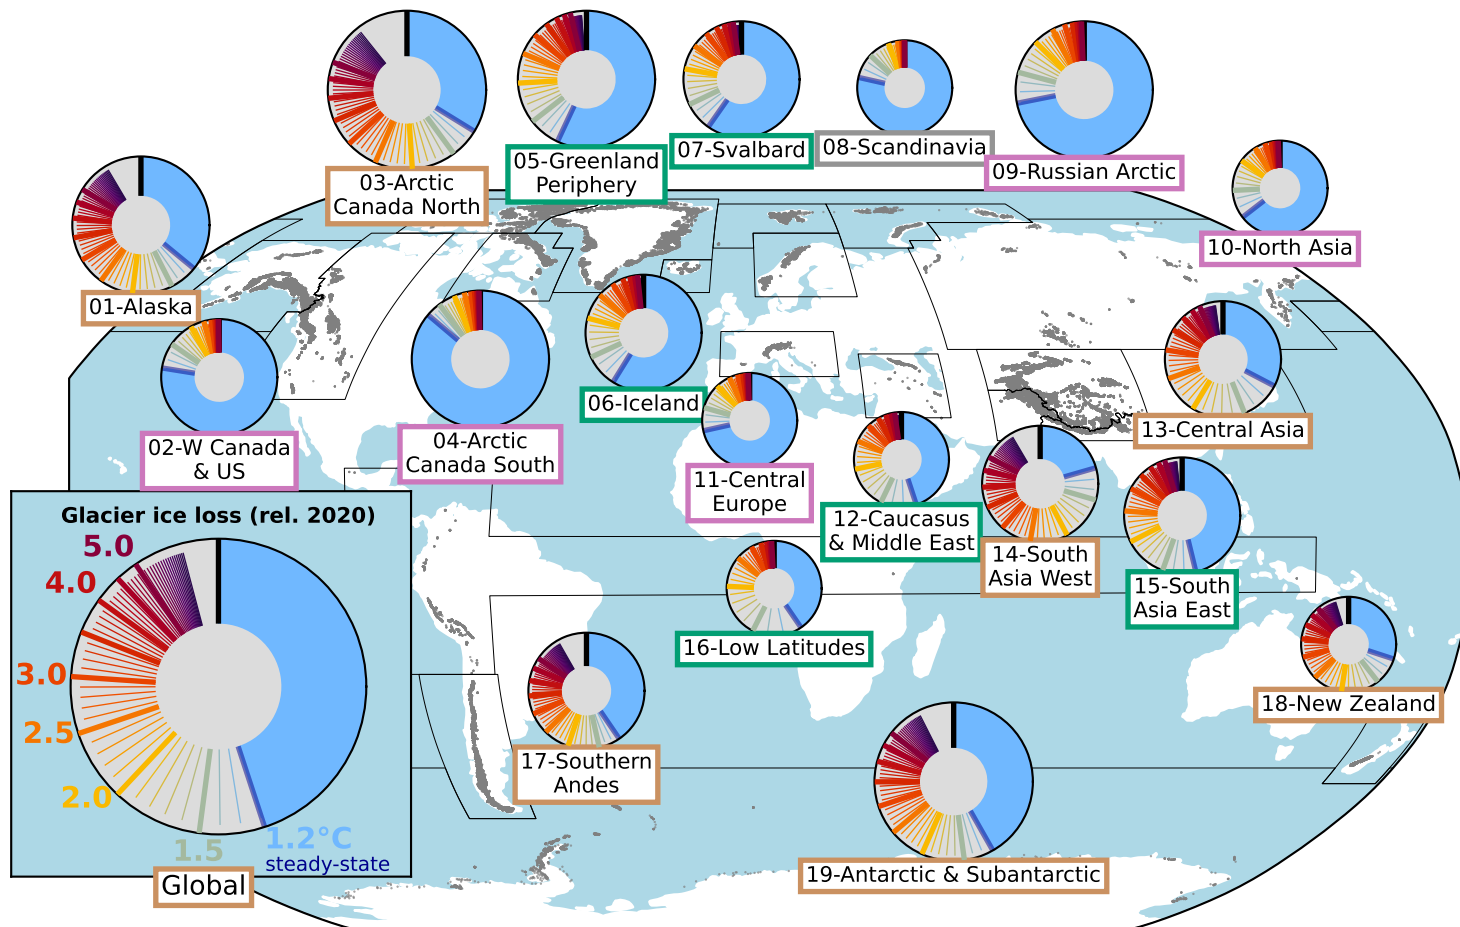 03-Arctic
Canada North
05-Greenland
Periphery
07-Svalbard
08-Scandinavia
09-Russian Arctic
10-North Asia
01-Alaska
02-W Canada
& US
04-Arctic
Canada South
06-Iceland
11-Central
Europe
12-Caucasus
& Middle East
13-Central Asia
14-South
Asia West
15-South
Asia East
16-Low Latitudes
17-Southern
Andes
18-New Zealand
19-Antarctic & Subantarctic
Glacier ice loss (rel. 2020)
5.0
4.0
3.0
2.5
2.0
1.5
1.2°C
steady-state
Global